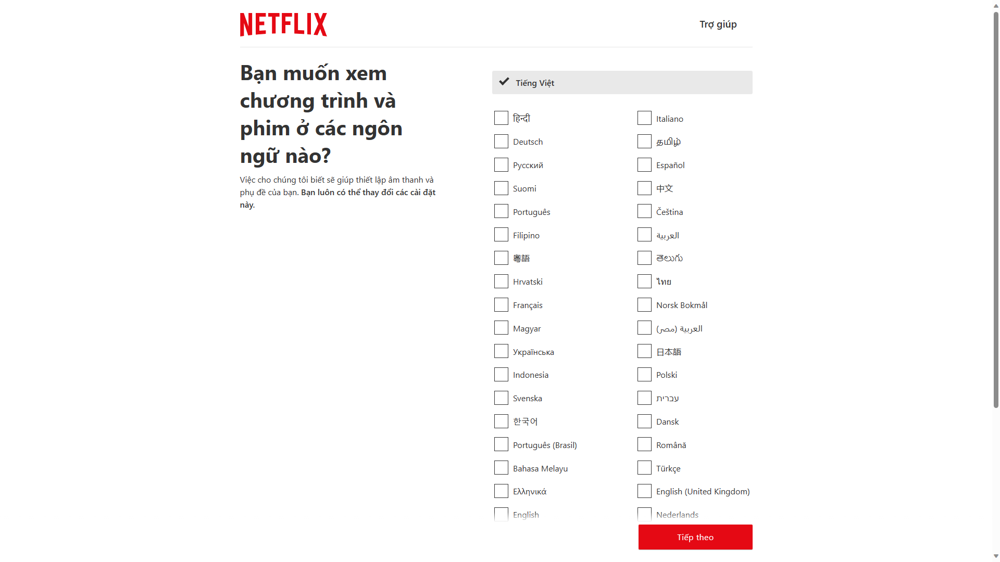 NETFLIX
Trợ giúp
Bạn muốn xem
chương trình và
phim ở các ngôn
ngữ nào?
Việc cho chúng tôi biết sẽ giúp thiết lập âm thanh và
phụ đề của bạn. Bạn luôn có thể thay đổi các cài đặt
này.
Tiếng Việt
हिन्दी
Italiano
Deutsch
தமிழ்
Русский
Español
Suomi
中文
Português
Čeština
Filipino
العربية
粵語
తెలుగు
Hrvatski
ไทย
Français
Norsk Bokmål
Magyar
العربية (مصر)
Українська
日本語
Indonesia
Polski
Svenska
עברית
한국어
Dansk
Português (Brasil)
Română
Bahasa Melayu
Türkçe
Ελληνικά
English (United Kingdom)
English
Nederlands
Tiếp theo